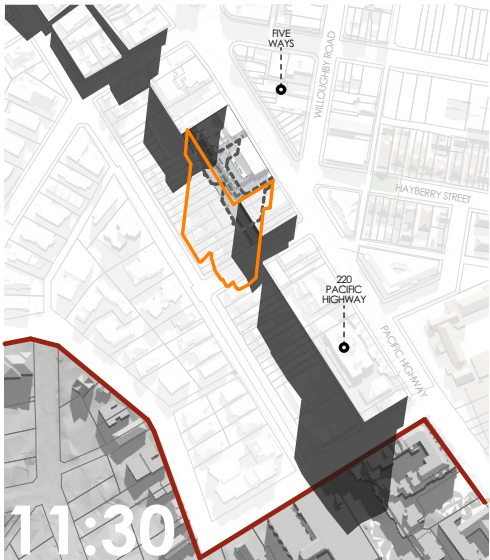 FIVE
WAYS
WILLOUGHBY ROAD
HAYBERRY STREET
220
PACIFIC
HIGHWAY
PACIFIC HIGHWAY
11:30